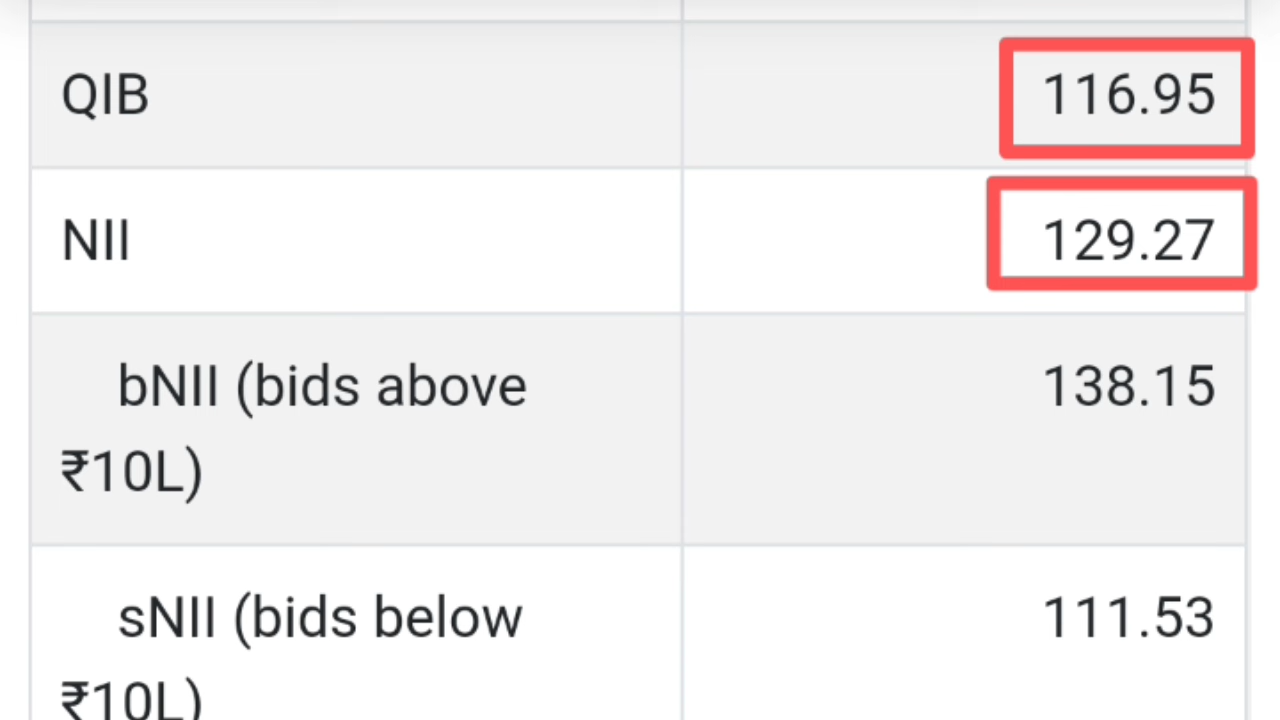 QIB 116.95
NII 129.27
bNII (bids above 138.15
₹10L)
sNII (bids below 111.53
₹10L)